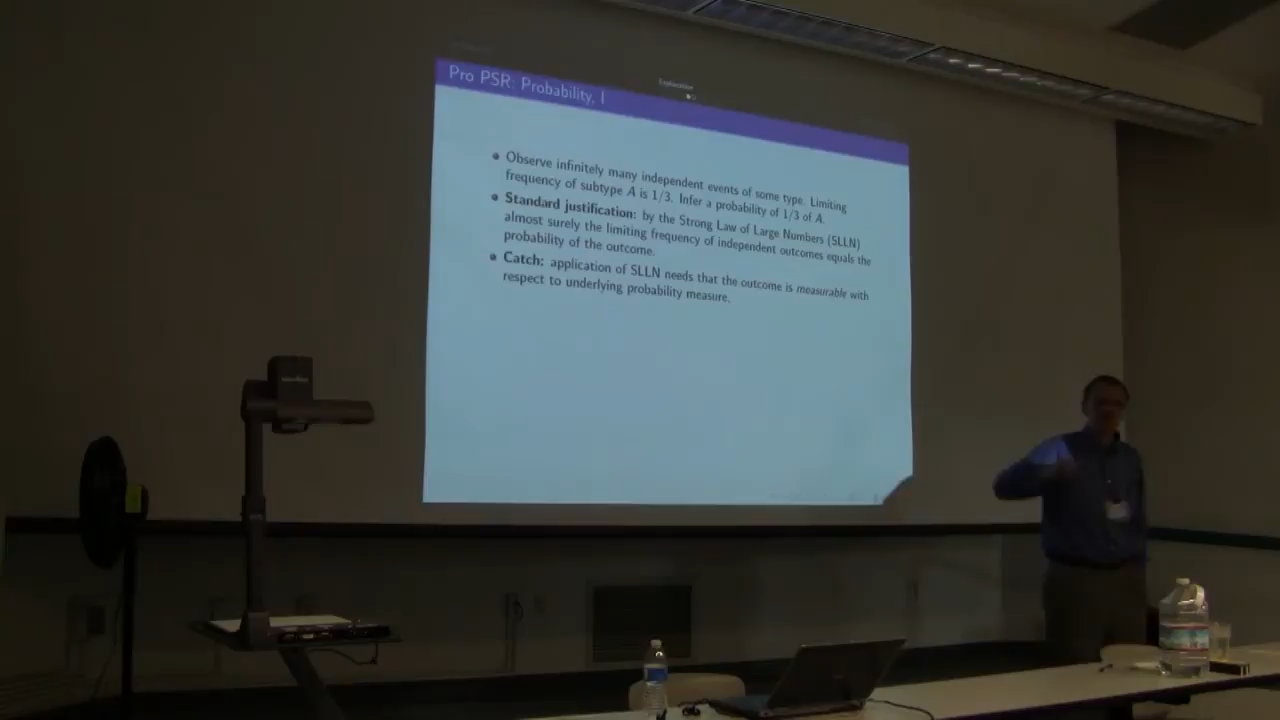 Explanation
Pro PSR: Probability, I
• Observe infinitely many independent events of some type. Limiting
frequency of subtype A is 1/3. Infer a probability of 1/3 of A.
• Standard justification: by the Strong Law of Large Numbers (SLLN)
almost surely the limiting frequency of independent outcomes equals the
probability of the outcome.
• Catch: application of SLLN needs that the outcome is measurable with
respect to underlying probability measure.